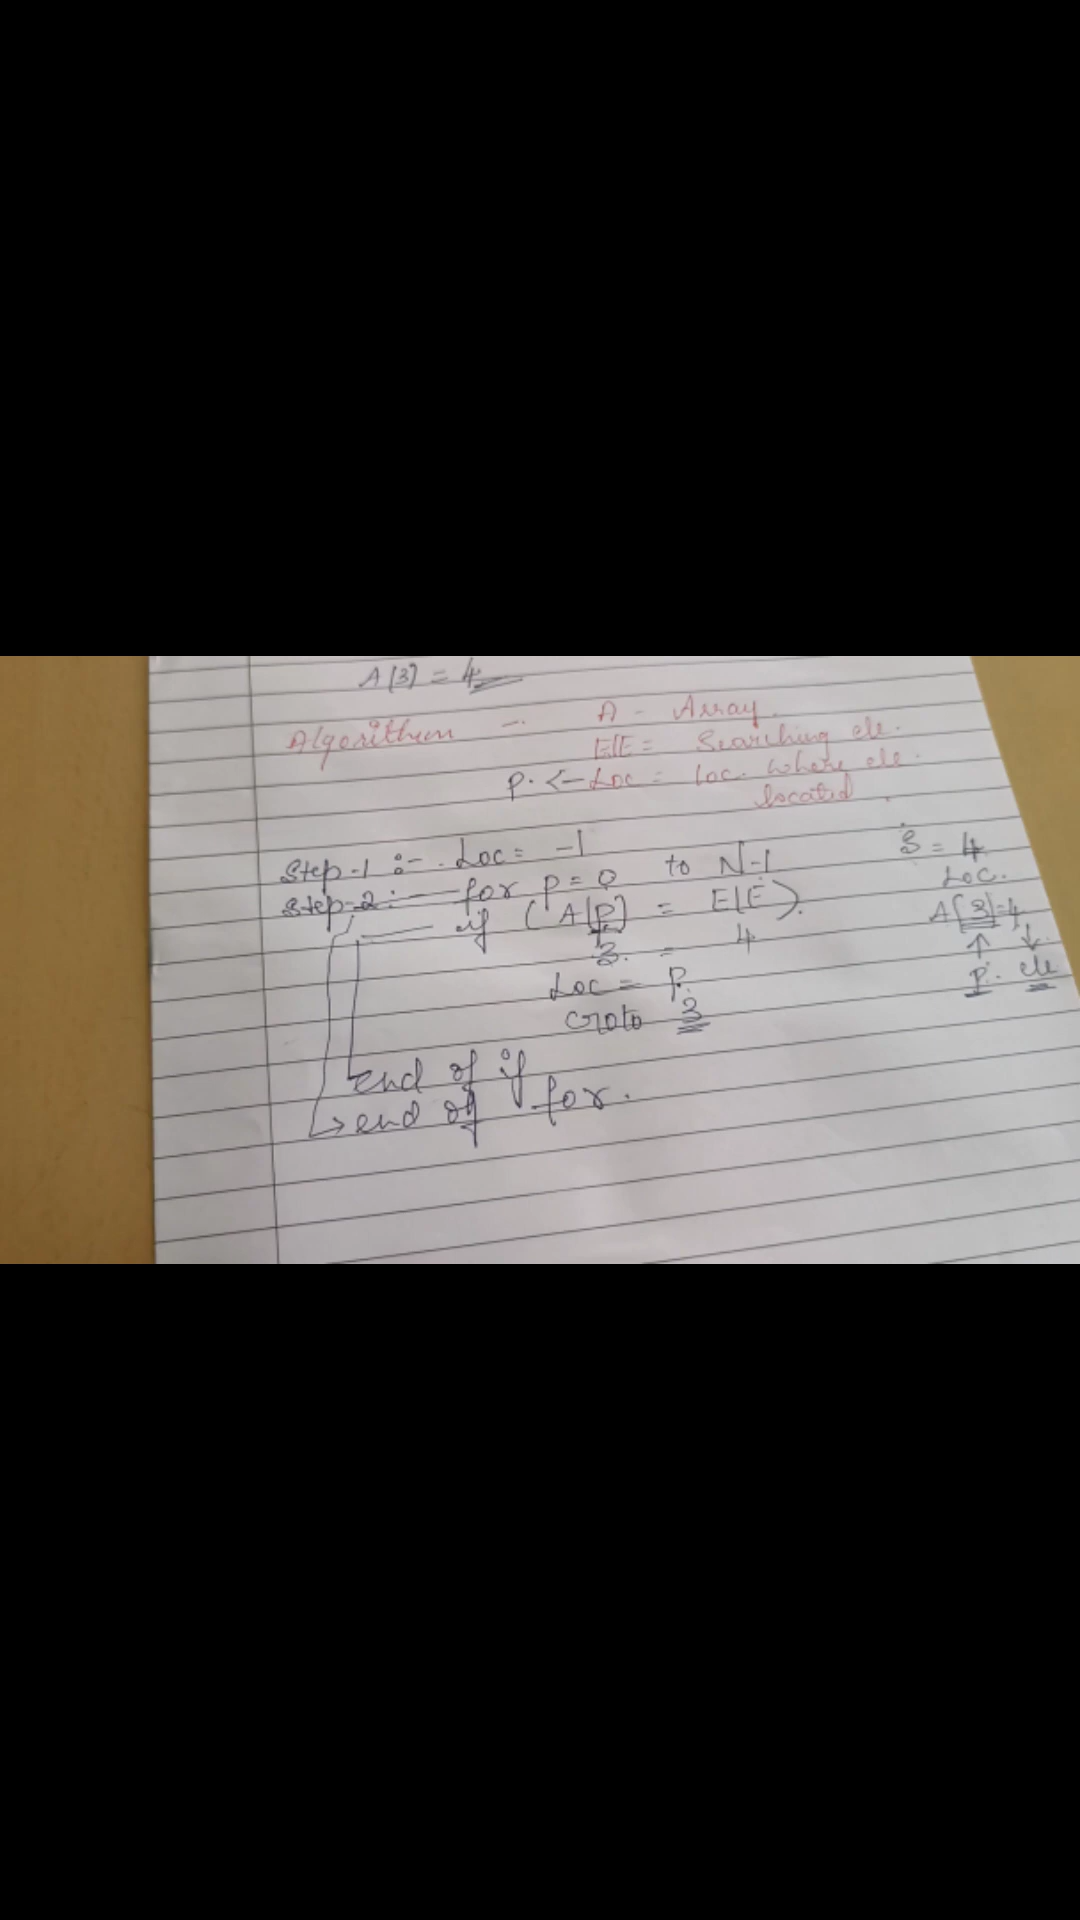 A[3] = 4
Algorithm - A - Array.
ElE = Searching ele.
P. <- Loc = loc. where ele.
located.
Step-1 :- Loc = -1
Step-2 :- for p = 0 to N-1
if (A[P] = ElE).
3. = 4
Loc = P.
Goto 3
end of if
end of for.
3 = 4
Loc.
A[3]=4
↑ ↓
P. ele